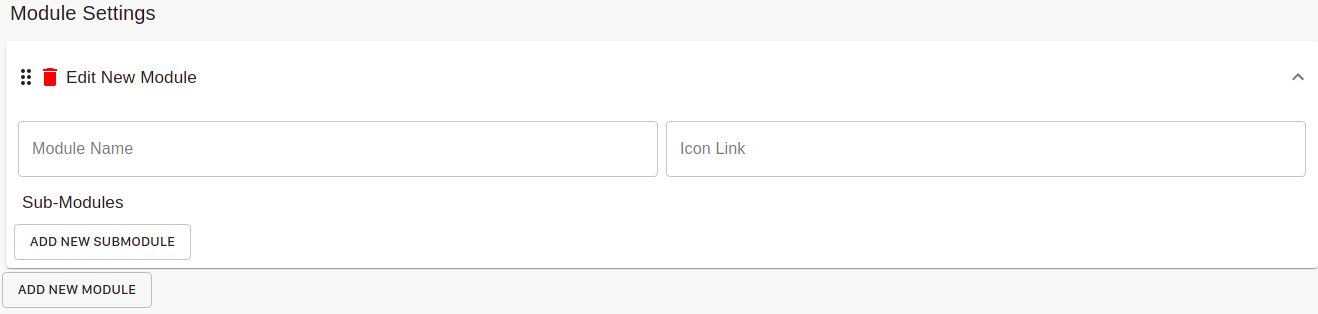 Module Settings
Edit New Module
Module Name
Icon Link
Sub-Modules
ADD NEW SUBMODULE
ADD NEW MODULE